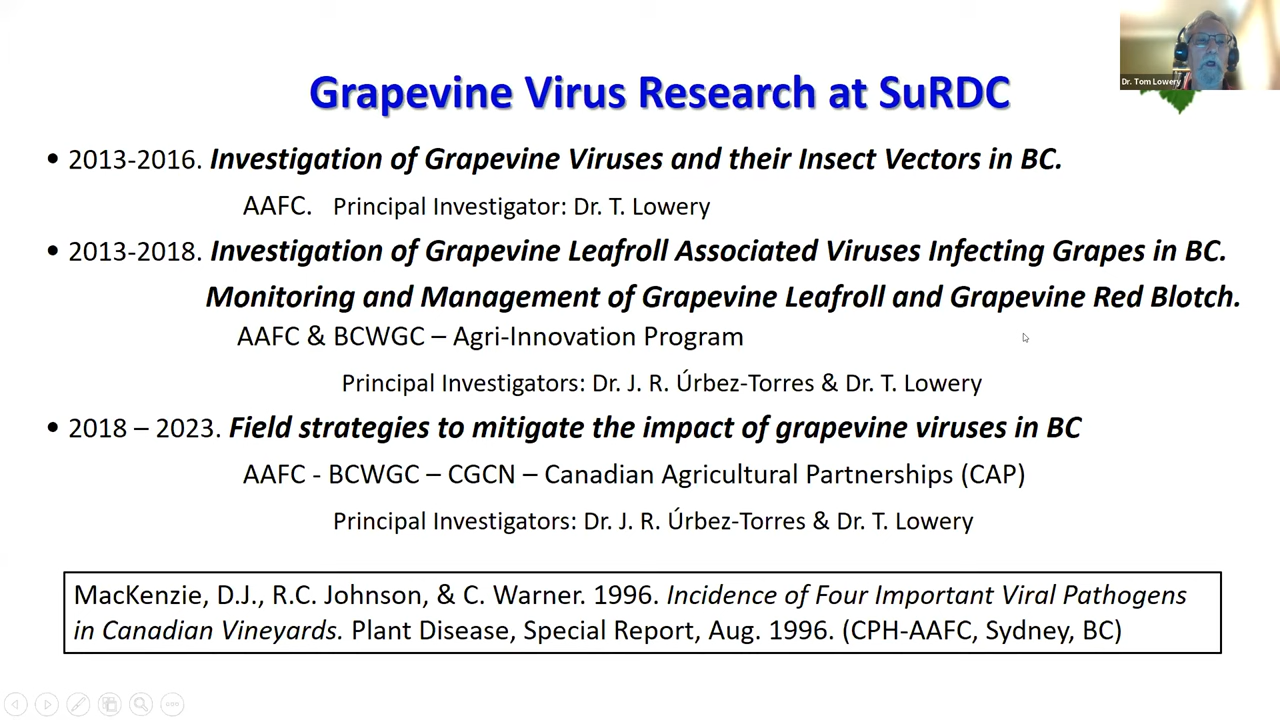 Grapevine Virus Research at SuRDC
Dr. Tom Lowery
• 2013-2016. Investigation of Grapevine Viruses and their Insect Vectors in BC.
AAFC. Principal Investigator: Dr. T. Lowery
• 2013-2018. Investigation of Grapevine Leafroll Associated Viruses Infecting Grapes in BC.
Monitoring and Management of Grapevine Leafroll and Grapevine Red Blotch.
AAFC & BCWGC – Agri-Innovation Program
Principal Investigators: Dr. J. R. Úrbez-Torres & Dr. T. Lowery
• 2018 – 2023. Field strategies to mitigate the impact of grapevine viruses in BC
AAFC - BCWGC – CGCN – Canadian Agricultural Partnerships (CAP)
Principal Investigators: Dr. J. R. Úrbez-Torres & Dr. T. Lowery
MacKenzie, D.J., R.C. Johnson, & C. Warner. 1996. Incidence of Four Important Viral Pathogens
in Canadian Vineyards. Plant Disease, Special Report, Aug. 1996. (CPH-AAFC, Sydney, BC)